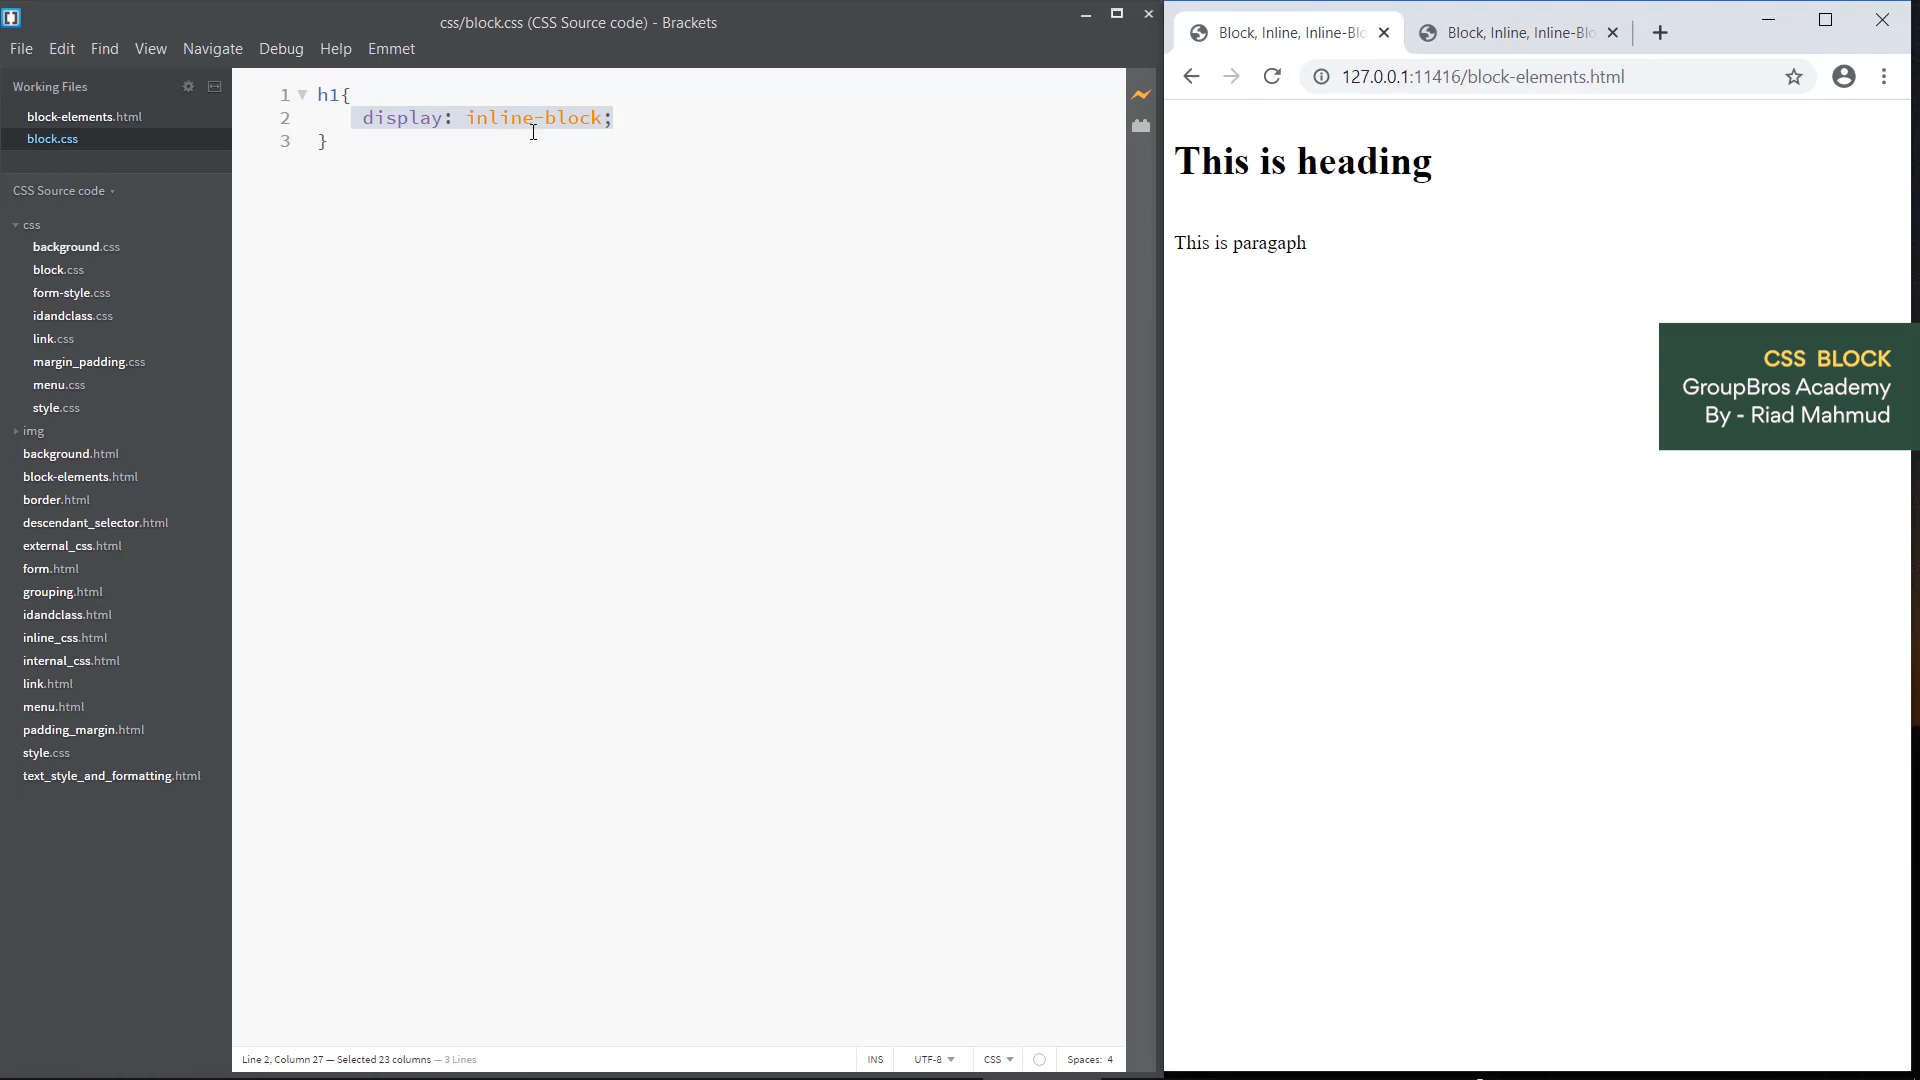 css/block.css (CSS Source code) - Brackets
File Edit Find View Navigate Debug Help Emmet
Working Files
block-elements.html
block.css
CSS Source code
css
background.css
block.css
form-style.css
idandclass.css
link.css
margin_padding.css
menu.css
style.css
img
background.html
block-elements.html
border.html
descendant_selector.html
external_css.html
form.html
grouping.html
idandclass.html
inline_css.html
internal_css.html
link.html
menu.html
padding_margin.html
style.css
text_style_and_formatting.html
1 h1{
2 display: inline-block;
3 }
Line 2, Column 27 — Selected 23 columns — 3 Lines
INS UTF-8 CSS Spaces: 4
Block, Inline, Inline-Blo Block, Inline, Inline-Blo
127.0.0.1:11416/block-elements.html
This is heading
This is paragaph
CSS BLOCK
GroupBros Academy
By - Riad Mahmud